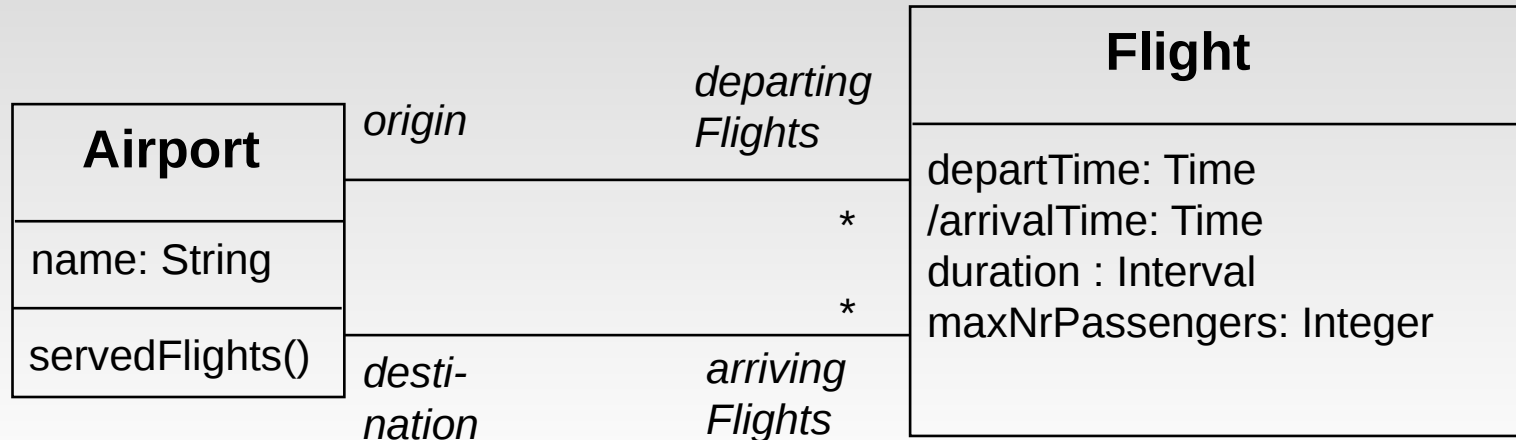 Airport
name: String
servedFlights()
origin
departing
Flights
*
*
desti-
nation
arriving
Flights
Flight
departTime: Time
/arrivalTime: Time
duration : Interval
maxNrPassengers: Integer